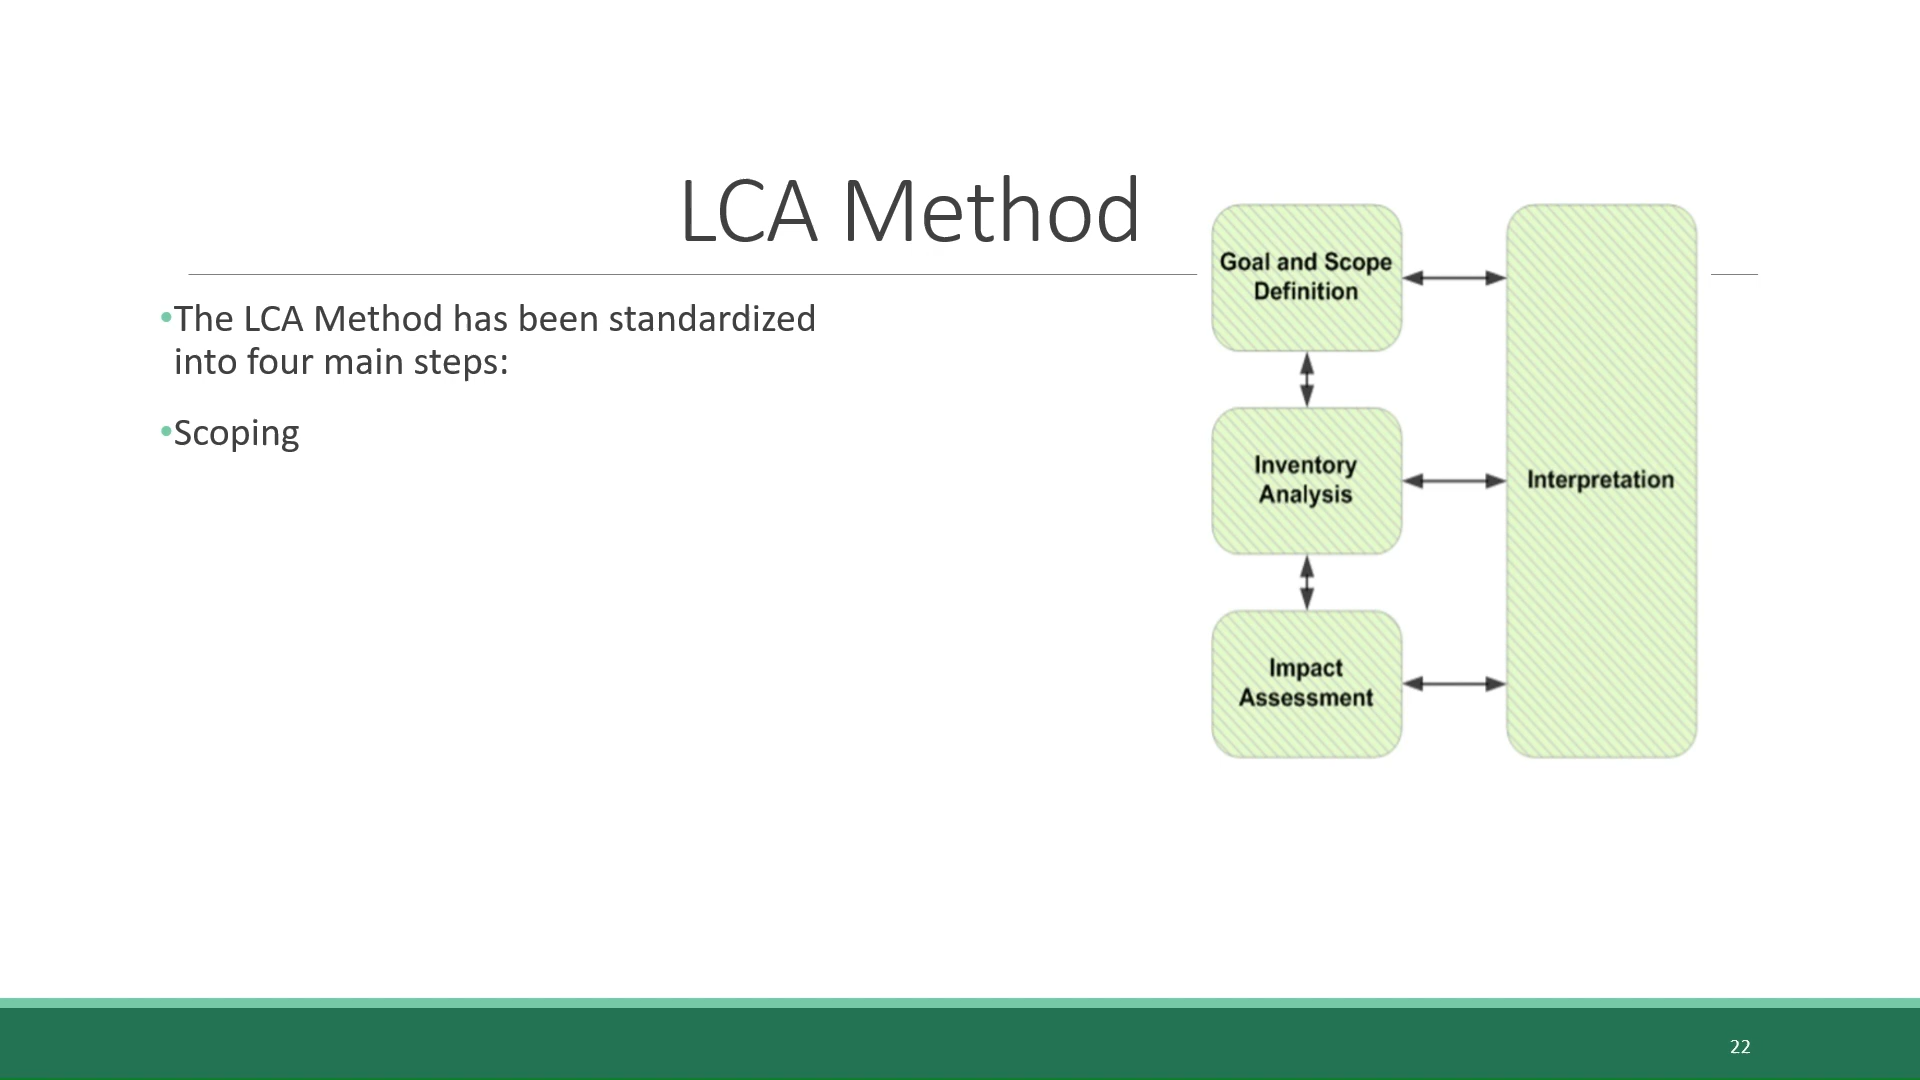 LCA Method
•The LCA Method has been standardized
into four main steps:
•Scoping
Goal and Scope
Definition
Inventory
Analysis
Impact
Assessment
Interpretation
22